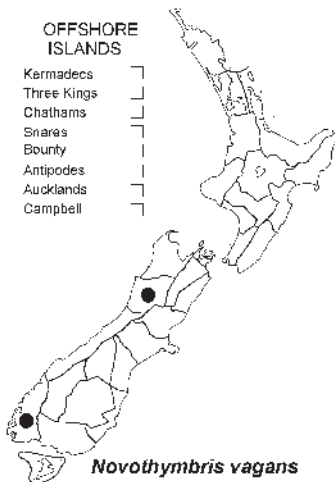 OFFSHORE
ISLANDS
Kermadecs
Three Kings
Chathams
Snares
Bounty
Antipodes
Aucklands
Campbell
Novothymbris vagans